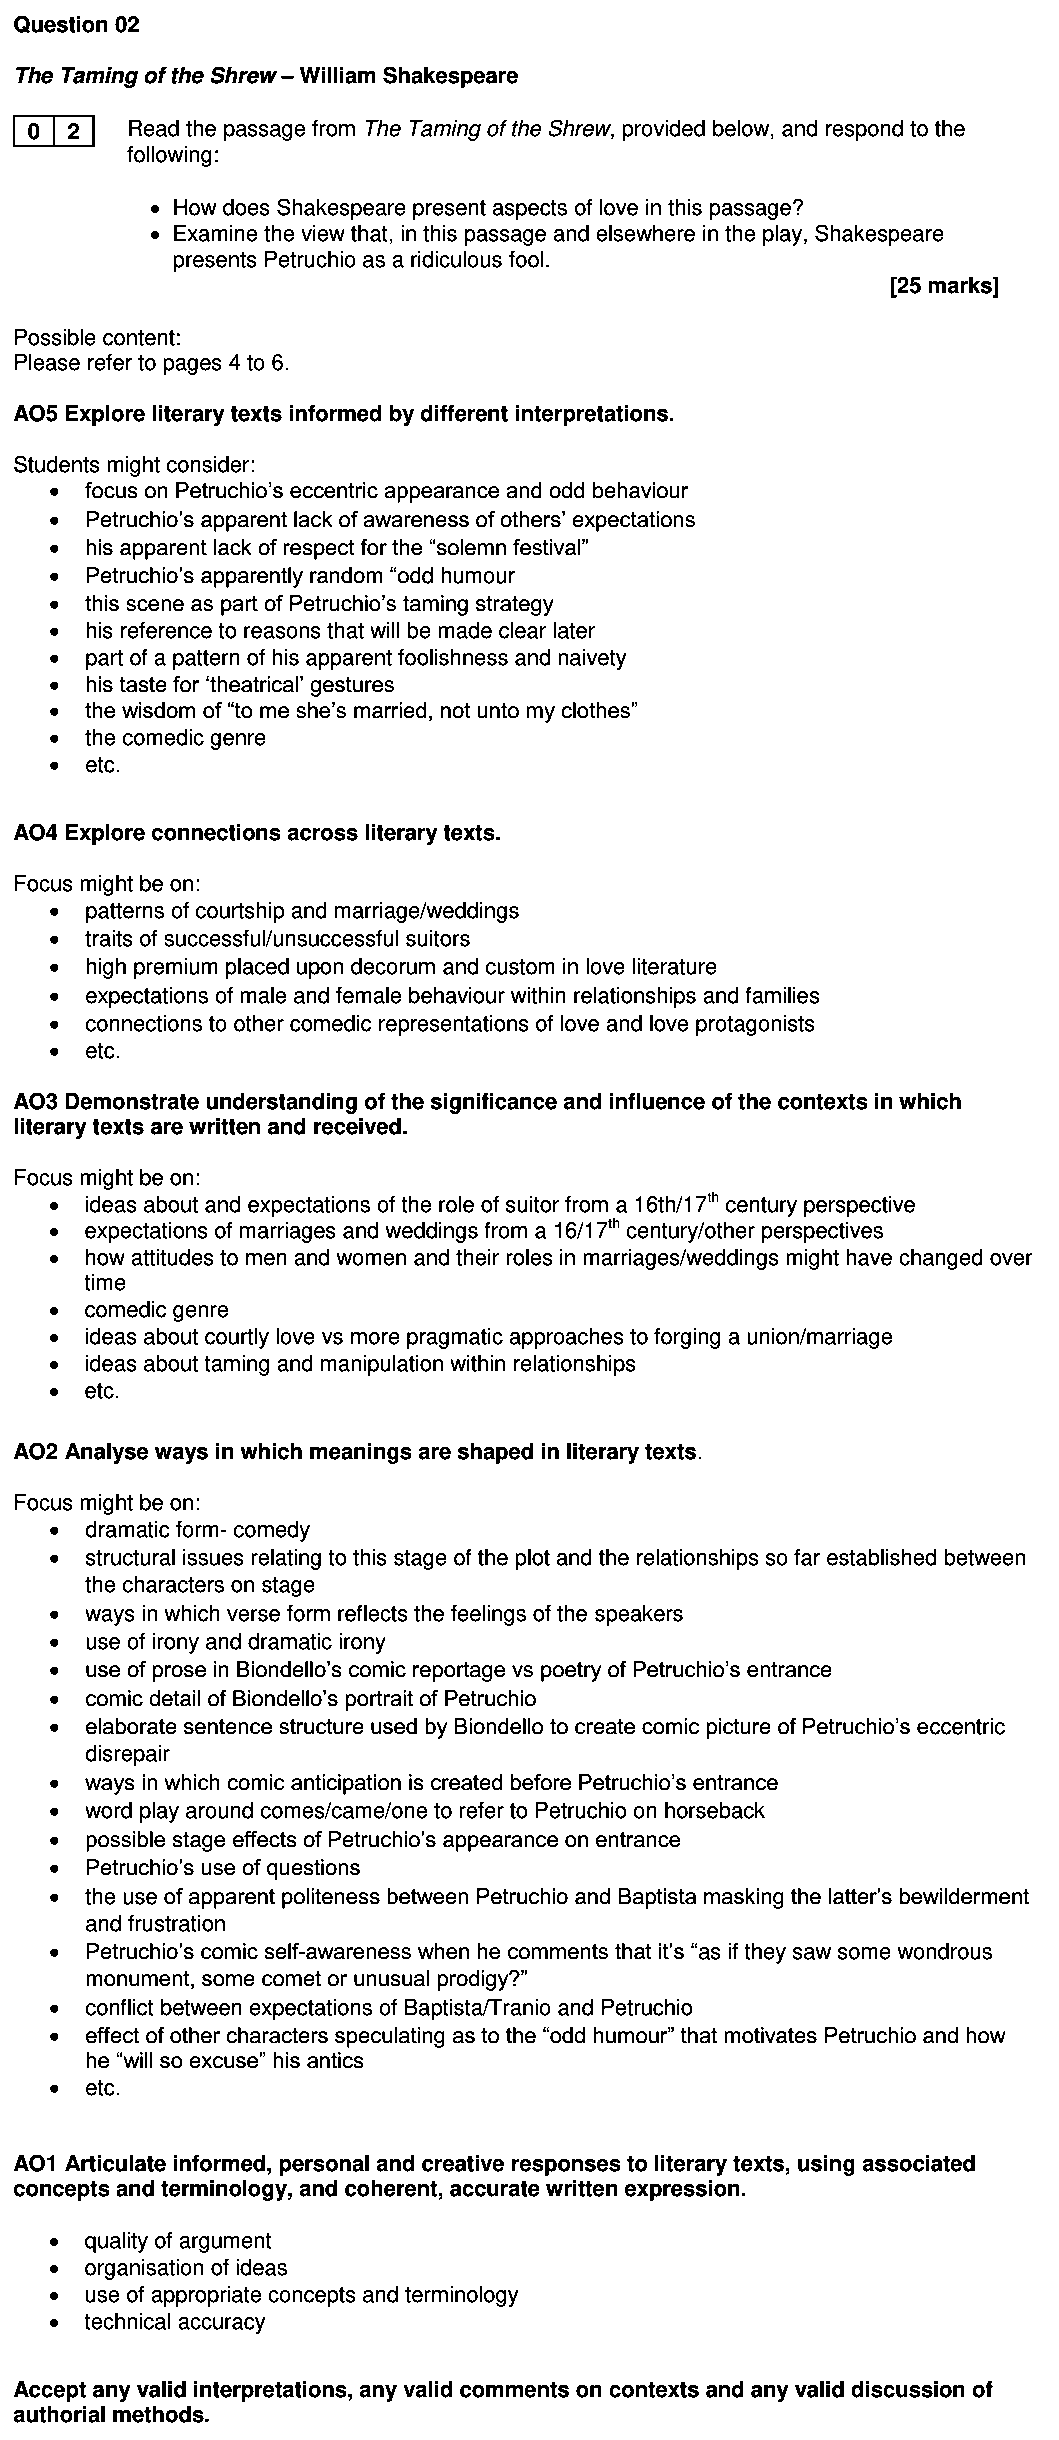 Question 02
The Taming of the Shrew – William Shakespeare
0 2 Read the passage from The Taming of the Shrew, provided below, and respond to the
following:
• How does Shakespeare present aspects of love in this passage?
• Examine the view that, in this passage and elsewhere in the play, Shakespeare
presents Petruchio as a ridiculous fool.
[25 marks]
Possible content:
Please refer to pages 4 to 6.
AO5 Explore literary texts informed by different interpretations.
Students might consider:
• focus on Petruchio’s eccentric appearance and odd behaviour
• Petruchio’s apparent lack of awareness of others’ expectations
• his apparent lack of respect for the “solemn festival”
• Petruchio’s apparently random “odd humour
• this scene as part of Petruchio’s taming strategy
• his reference to reasons that will be made clear later
• part of a pattern of his apparent foolishness and naivety
• his taste for ‘theatrical’ gestures
• the wisdom of “to me she’s married, not unto my clothes”
• the comedic genre
• etc.
AO4 Explore connections across literary texts.
Focus might be on:
• patterns of courtship and marriage/weddings
• traits of successful/unsuccessful suitors
• high premium placed upon decorum and custom in love literature
• expectations of male and female behaviour within relationships and families
• connections to other comedic representations of love and love protagonists
• etc.
AO3 Demonstrate understanding of the significance and influence of the contexts in which
literary texts are written and received.
Focus might be on:
• ideas about and expectations of the role of suitor from a 16th/17th century perspective
• expectations of marriages and weddings from a 16/17th century/other perspectives
• how attitudes to men and women and their roles in marriages/weddings might have changed over
time
• comedic genre
• ideas about courtly love vs more pragmatic approaches to forging a union/marriage
• ideas about taming and manipulation within relationships
• etc.
AO2 Analyse ways in which meanings are shaped in literary texts.
Focus might be on:
• dramatic form- comedy
• structural issues relating to this stage of the plot and the relationships so far established between
the characters on stage
• ways in which verse form reflects the feelings of the speakers
• use of irony and dramatic irony
• use of prose in Biondello’s comic reportage vs poetry of Petruchio’s entrance
• comic detail of Biondello’s portrait of Petruchio
• elaborate sentence structure used by Biondello to create comic picture of Petruchio’s eccentric
disrepair
• ways in which comic anticipation is created before Petruchio’s entrance
• word play around comes/came/one to refer to Petruchio on horseback
• possible stage effects of Petruchio’s appearance on entrance
• Petruchio’s use of questions
• the use of apparent politeness between Petruchio and Baptista masking the latter’s bewilderment
and frustration
• Petruchio’s comic self-awareness when he comments that it’s “as if they saw some wondrous
monument, some comet or unusual prodigy?”
• conflict between expectations of Baptista/Tranio and Petruchio
• effect of other characters speculating as to the “odd humour” that motivates Petruchio and how
he “will so excuse” his antics
• etc.
AO1 Articulate informed, personal and creative responses to literary texts, using associated
concepts and terminology, and coherent, accurate written expression.
• quality of argument
• organisation of ideas
• use of appropriate concepts and terminology
• technical accuracy
Accept any valid interpretations, any valid comments on contexts and any valid discussion of
authorial methods.